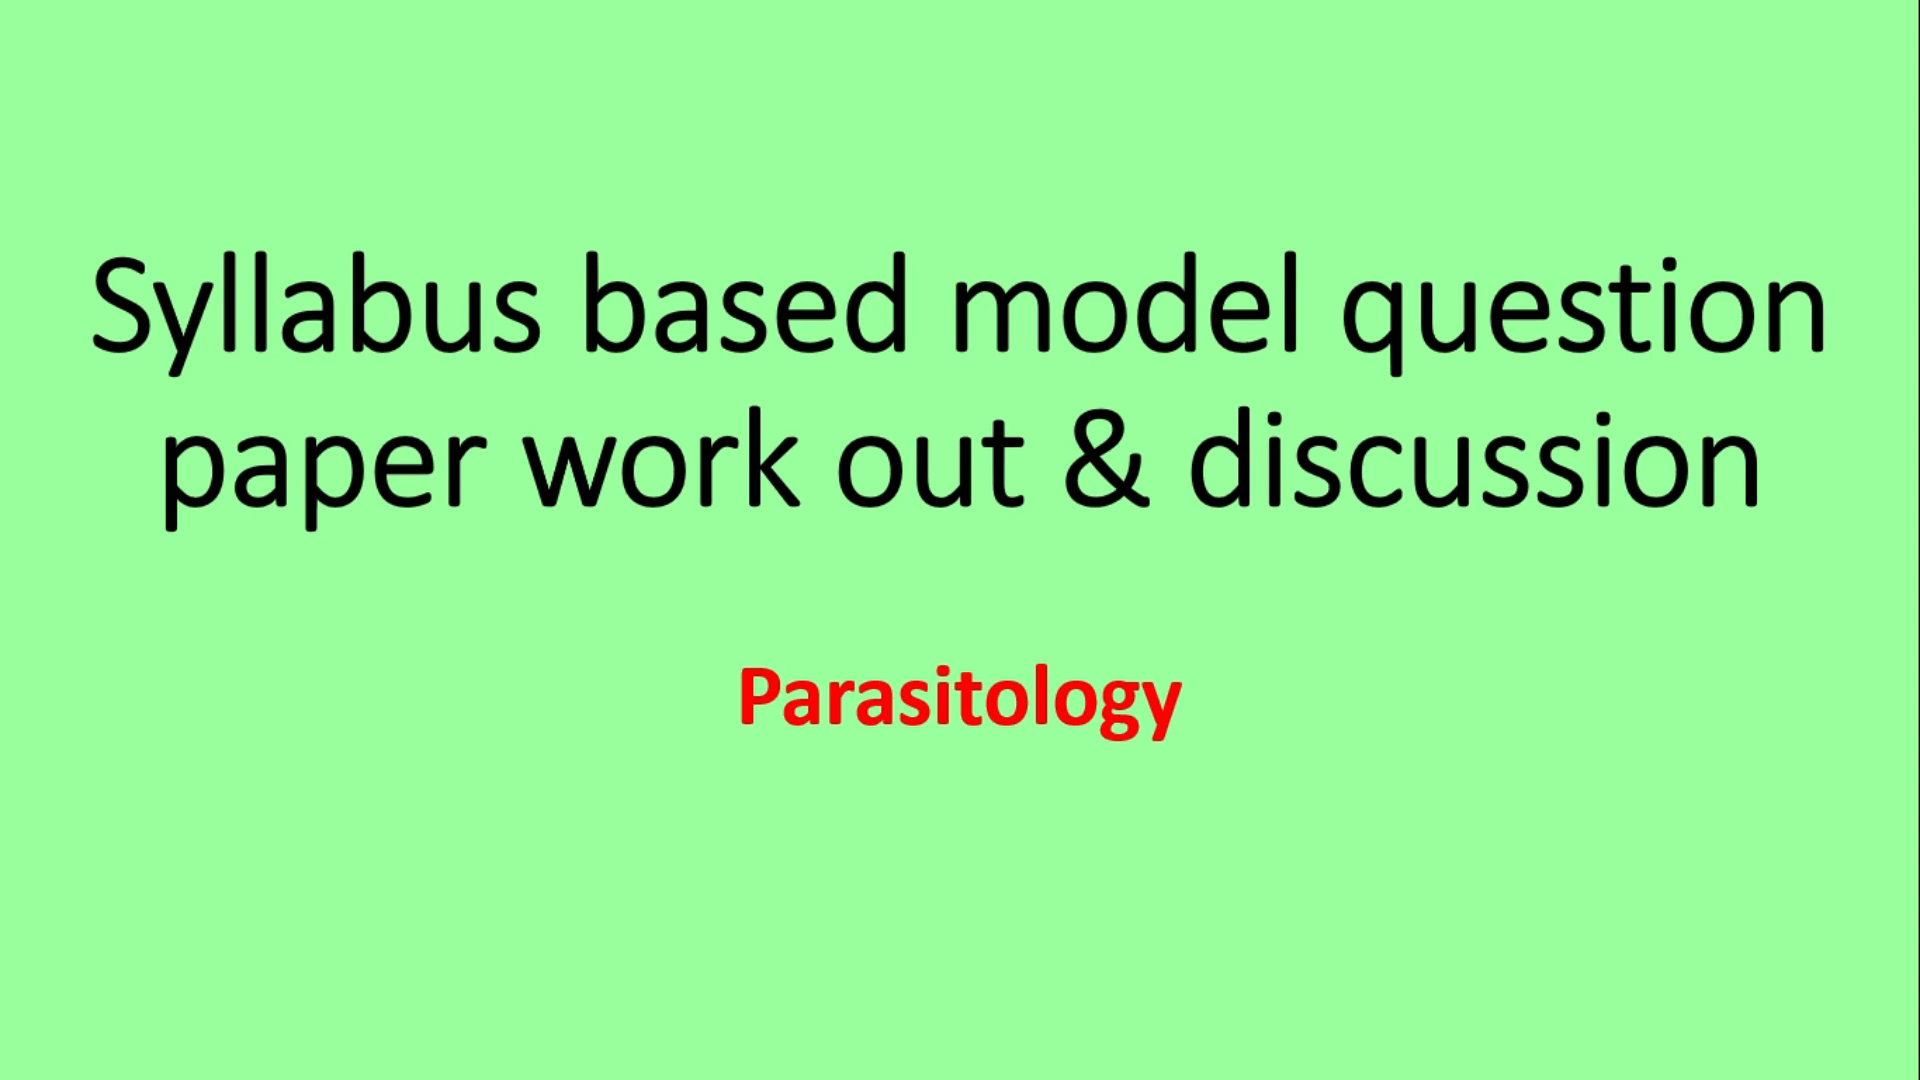 Syllabus based model question
paper work out & discussion
Parasitology